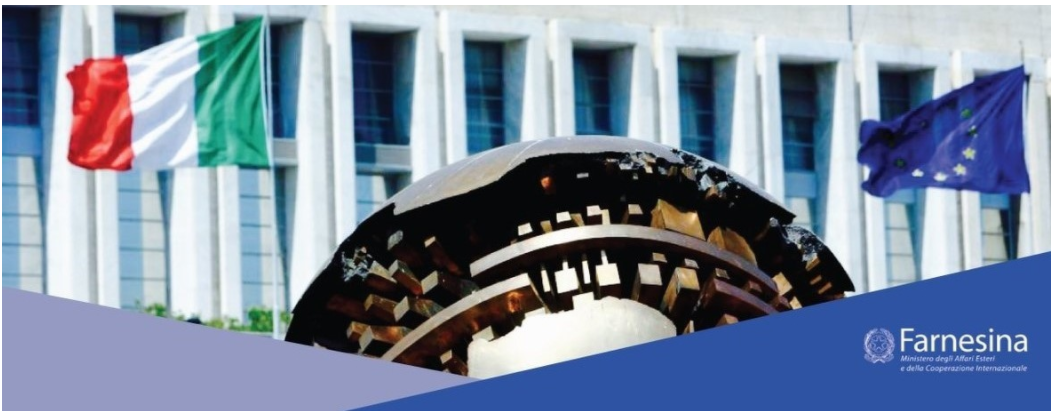 Farnesina
Ministero degli Affari Esteri
e della Cooperazione Internazionale